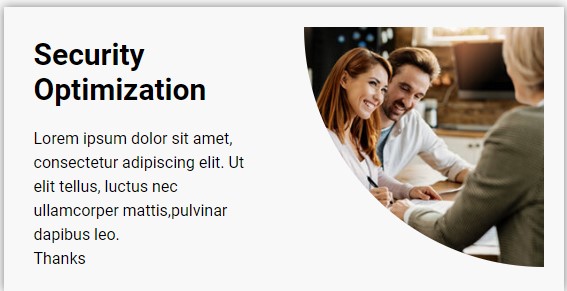 Security
Optimization
Lorem ipsum dolor sit amet,
consectetur adipiscing elit. Ut
elit tellus, luctus nec
ullamcorper mattis,pulvinar
dapibus leo.
Thanks